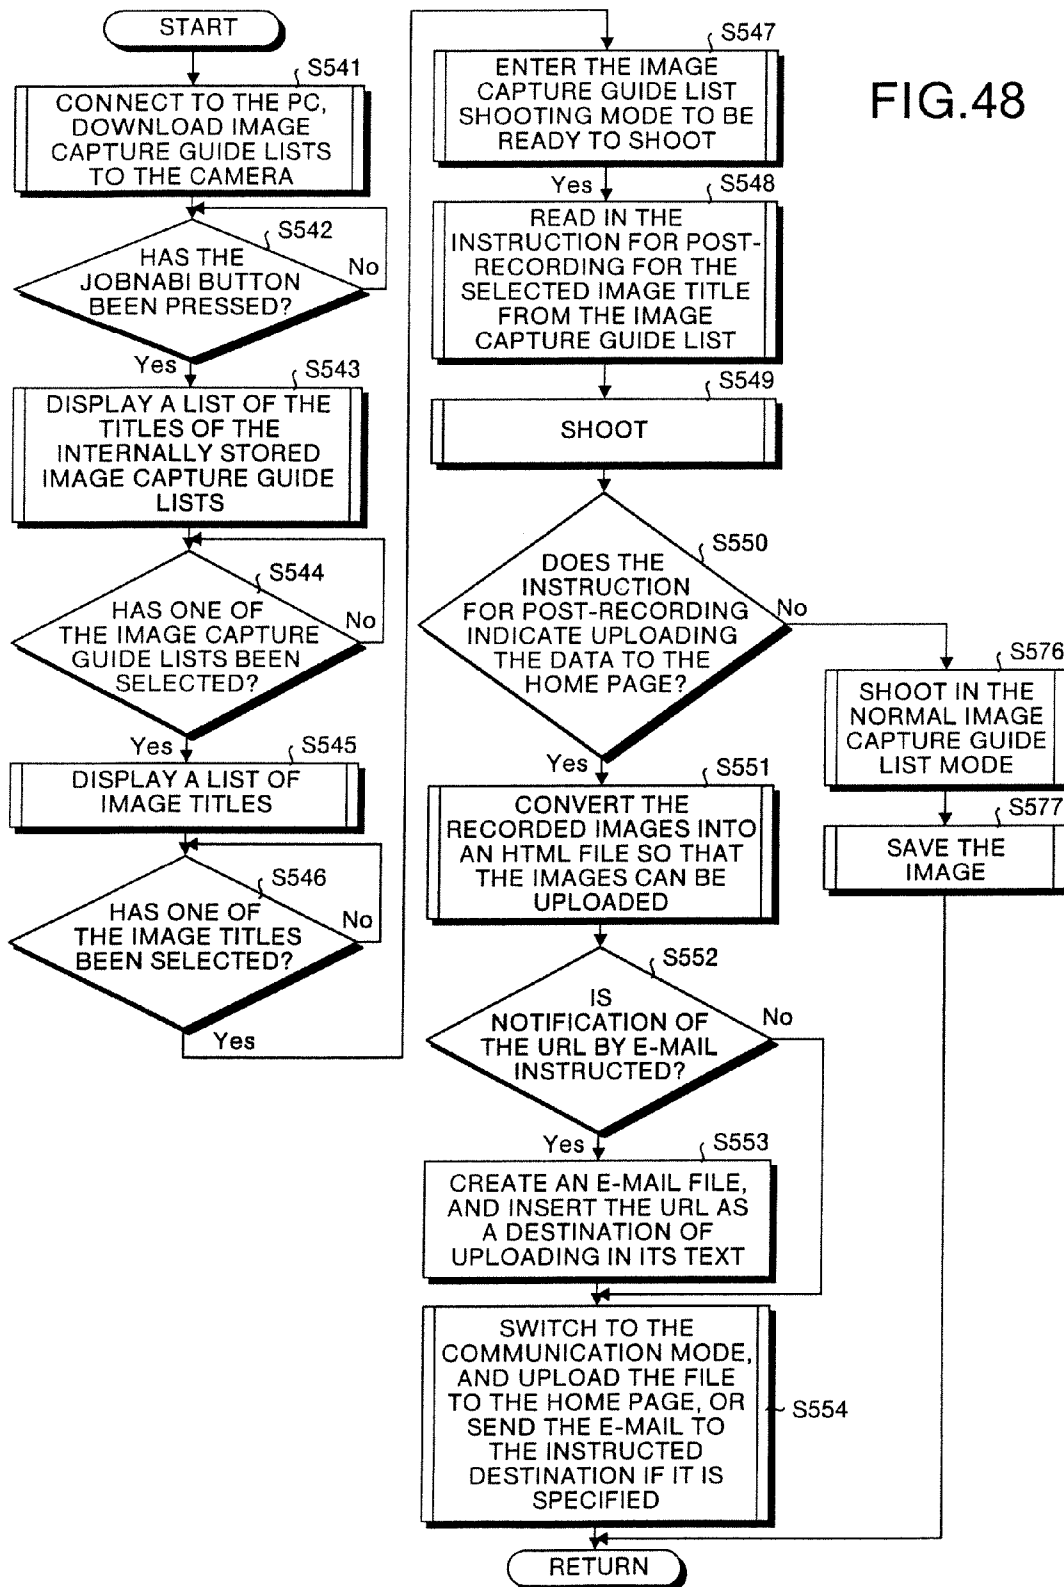 START
S541
CONNECT TO THE PC,
DOWNLOAD IMAGE
CAPTURE GUIDE LISTS
TO THE CAMERA
S542
HAS THE
JOBNABI BUTTON
BEEN PRESSED?
No
Yes
S543
DISPLAY A LIST OF THE
TITLES OF THE
INTERNALLY STORED
IMAGE CAPTURE GUIDE
LISTS
S544
HAS ONE OF
THE IMAGE CAPTURE
GUIDE LISTS BEEN
SELECTED?
No
Yes
S545
DISPLAY A LIST OF
IMAGE TITLES
S546
HAS ONE OF
THE IMAGE TITLES
BEEN SELECTED?
No
Yes
S547
ENTER THE IMAGE
CAPTURE GUIDE LIST
SHOOTING MODE TO BE
READY TO SHOOT
Yes
S548
READ IN THE
INSTRUCTION FOR POST-
RECORDING FOR THE
SELECTED IMAGE TITLE
FROM THE IMAGE
CAPTURE GUIDE LIST
S549
SHOOT
S550
DOES THE
INSTRUCTION
FOR POST-RECORDING
INDICATE UPLOADING
THE DATA TO THE
HOME PAGE?
No
Yes
S551
CONVERT THE
RECORDED IMAGES INTO
AN HTML FILE SO THAT
THE IMAGES CAN BE
UPLOADED
S552
IS
NOTIFICATION OF
THE URL BY E-MAIL
INSTRUCTED?
No
Yes
S553
CREATE AN E-MAIL FILE,
AND INSERT THE URL AS
A DESTINATION OF
UPLOADING IN ITS TEXT
SWITCH TO THE
COMMUNICATION MODE,
AND UPLOAD THE FILE
TO THE HOME PAGE, OR
SEND THE E-MAIL TO
THE INSTRUCTED
DESTINATION IF IT IS
SPECIFIED
S554
RETURN
FIG.48
S576
SHOOT IN THE
NORMAL IMAGE
CAPTURE GUIDE
LIST MODE
S577
SAVE THE
IMAGE